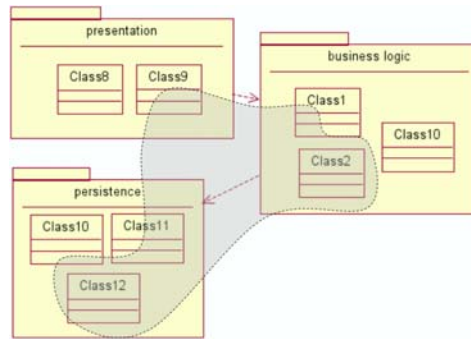 presentation
Class8
Class9
business logic
Class1
Class10
Class2
persistence
Class10
Class11
Class12